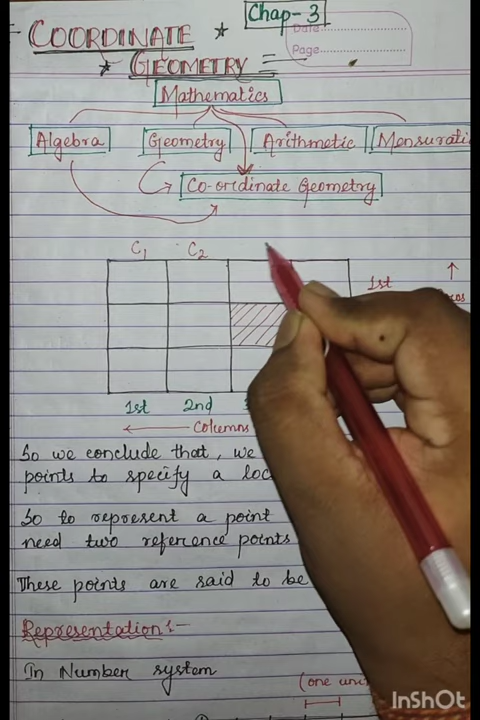 Chap-3
Date:
Page
COORDINATE
GEOMETRY
Mathematics
Algebra Geometry Arithmetic Mensurati
Co-ordinate Geometry
C1 C2
1st
1st 2nd
Columns
So we conclude that, we
points to specify a loc
So to represent a point
need two reference points
These points are said to be
Representation:-
In Number system
(one uni
InShOt